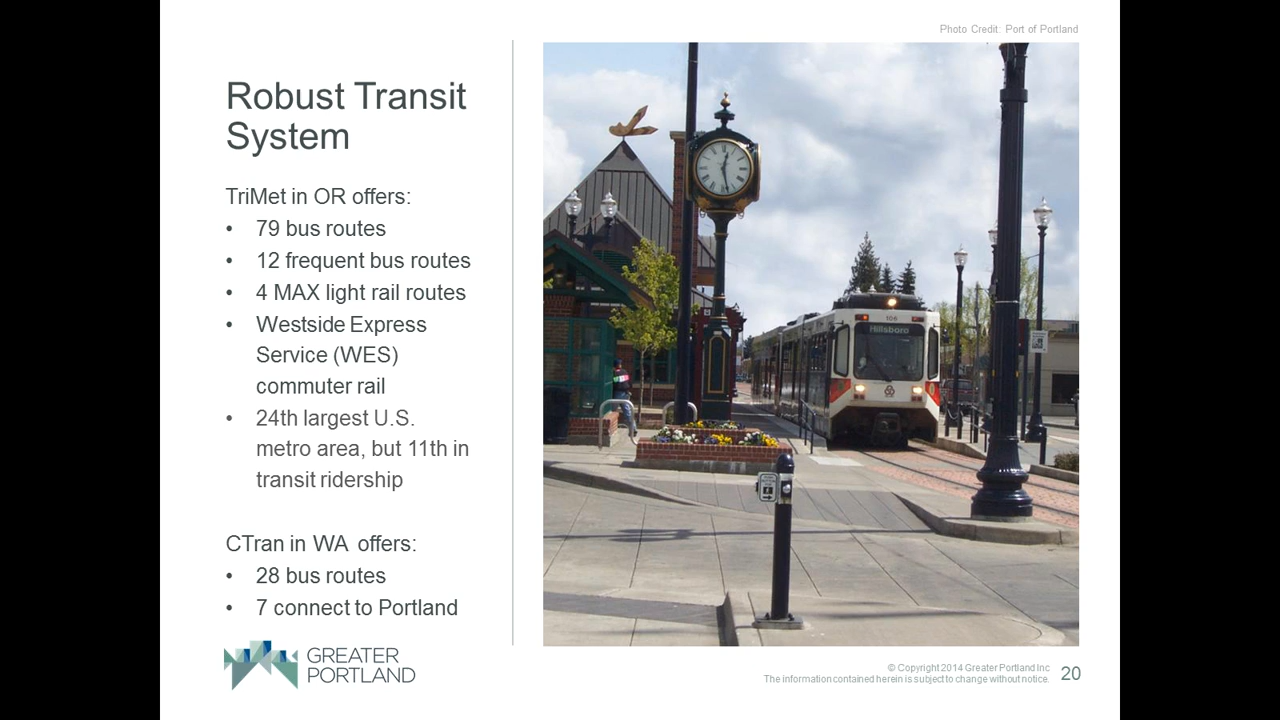 Photo Credit: Port of Portland
Robust Transit
System
TriMet in OR offers:
• 79 bus routes
• 12 frequent bus routes
• 4 MAX light rail routes
• Westside Express
Service (WES)
commuter rail
• 24th largest U.S.
metro area, but 11th in
transit ridership
CTran in WA offers:
• 28 bus routes
• 7 connect to Portland
106
Hillsboro
GREATER
PORTLAND
© Copyright 2014 Greater Portland Inc
The information contained herein is subject to change without notice.
20